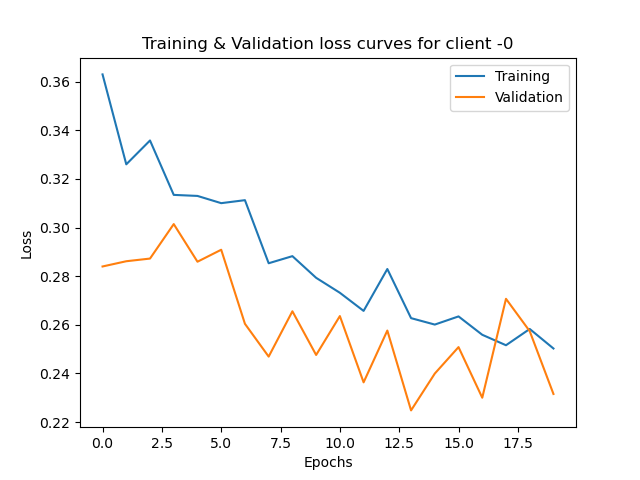 Training & Validation loss curves for client -0
Training
Validation
0.36
0.34
0.32
0.30
0.28
0.26
0.24
0.22
Loss
0.0 2.5 5.0 7.5 10.0 12.5 15.0 17.5
Epochs